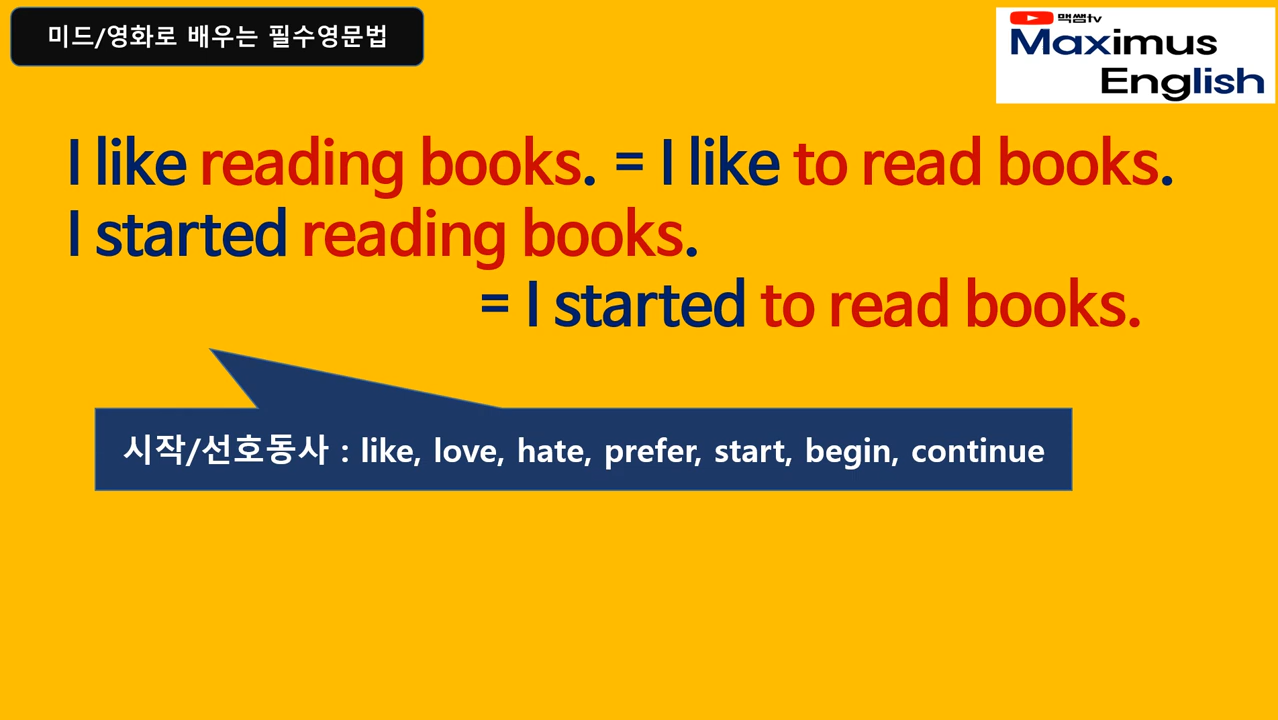 미드/영화로 배우는 필수영문법
맥쌤tv
Maximus
English
I like reading books. = I like to read books.
I started reading books.
= I started to read books.
시작/선호동사 : like, love, hate, prefer, start, begin, continue